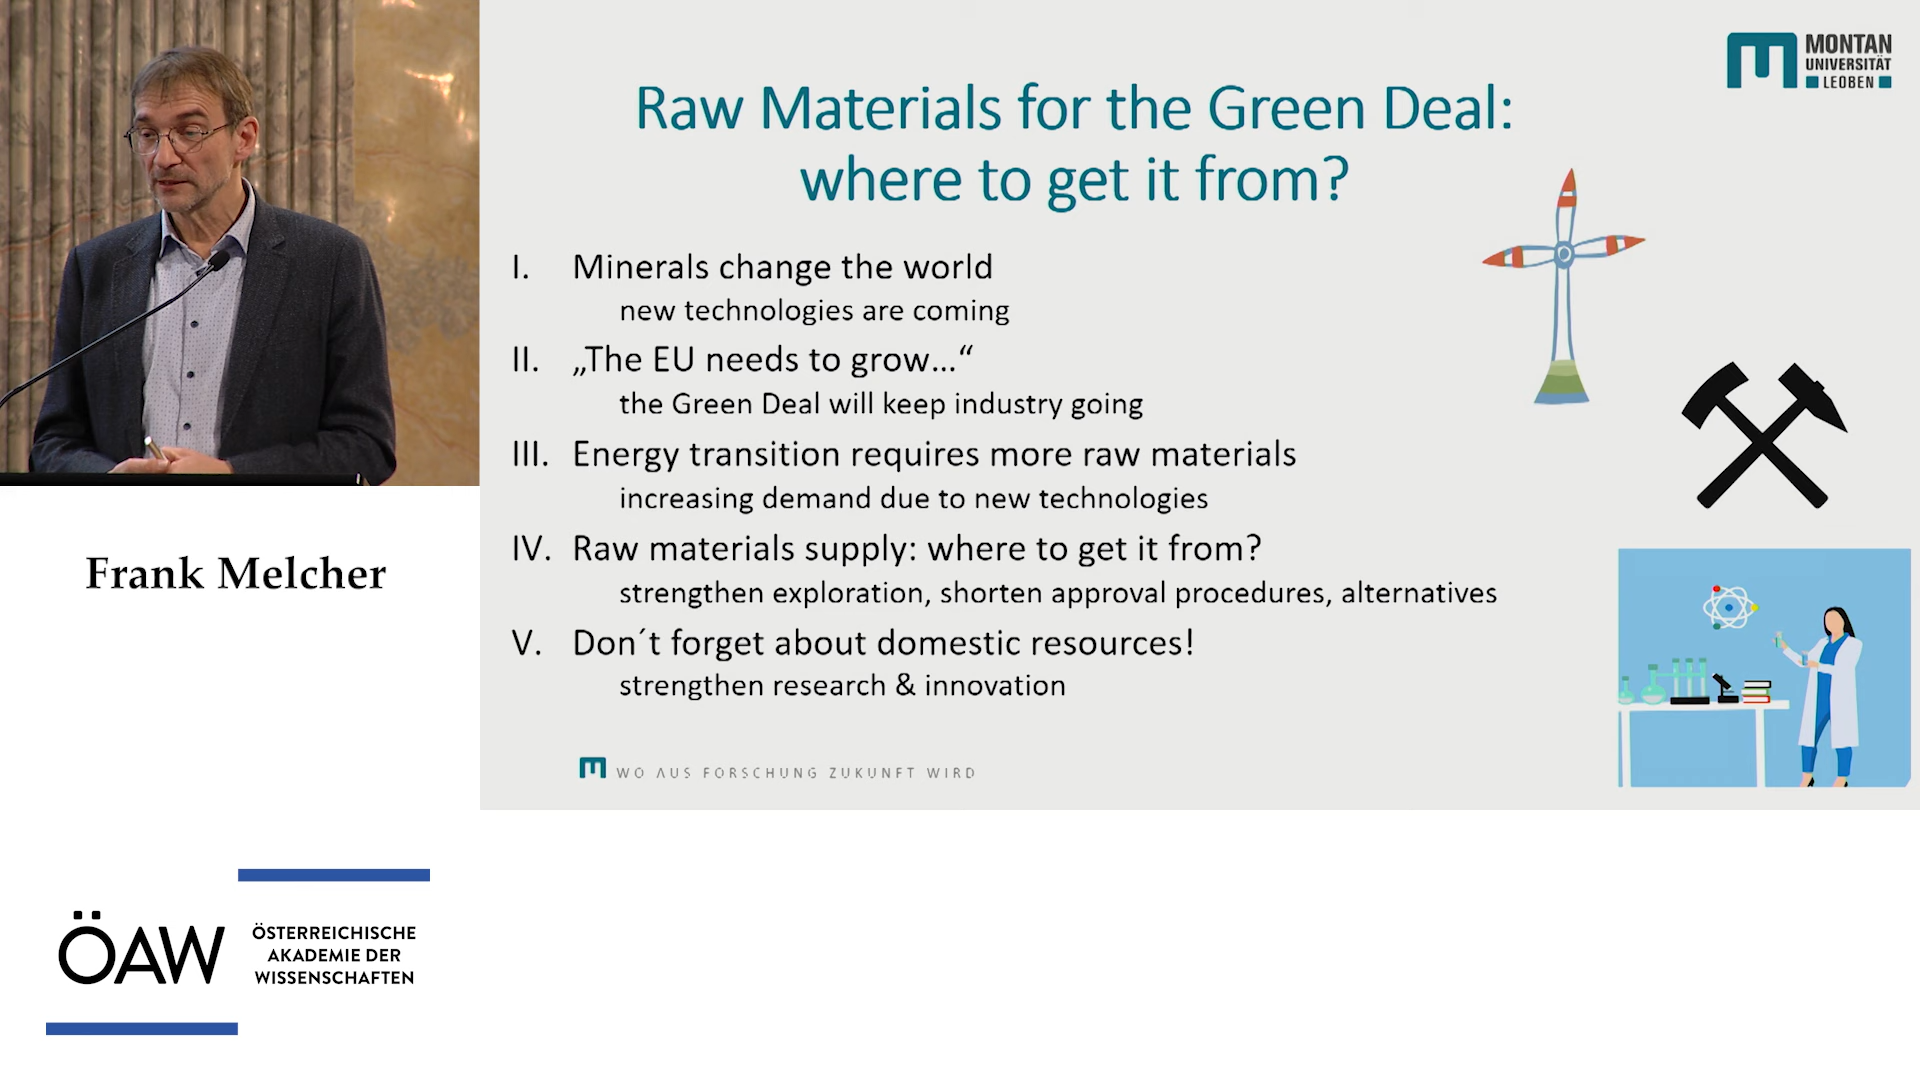 MONTAN
UNIVERSITÄT
LEOBEN
Raw Materials for the Green Deal:
where to get it from?
I. Minerals change the world
new technologies are coming
II. „The EU needs to grow…“
the Green Deal will keep industry going
III. Energy transition requires more raw materials
increasing demand due to new technologies
IV. Raw materials supply: where to get it from?
strengthen exploration, shorten approval procedures, alternatives
V. Don´t forget about domestic resources!
strengthen research & innovation
WO AUS FORSCHUNG ZUKUNFT WIRD
Frank Melcher
ÖAW
ÖSTERREICHISCHE
AKADEMIE DER
WISSENSCHAFTEN